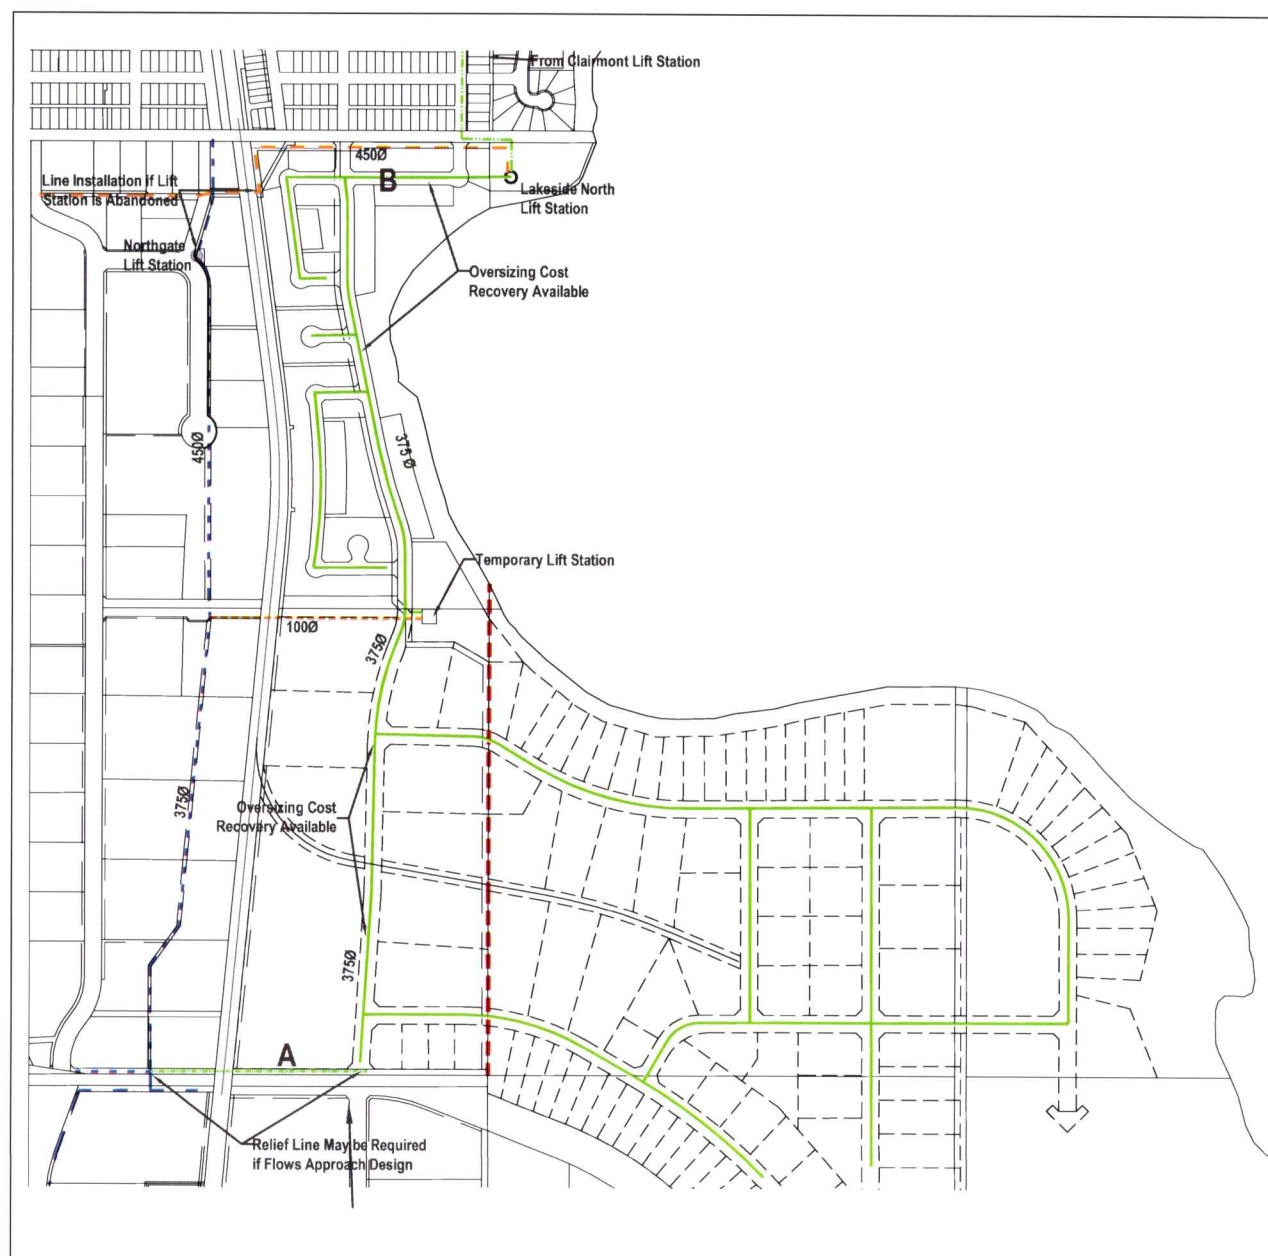 From Clairmont Lift Station
450Ø
B
Line Installation if Lift
Station is Abandoned
Lakeside North
Lift Station
Northgate
Lift Station
Oversizing Cost
Recovery Available
450Ø
375 Ø
Temporary Lift Station
100Ø
375Ø
375Ø
Oversizing Cost
Recovery Available
375Ø
A
Relief Line May be Required
if Flows Approach Design